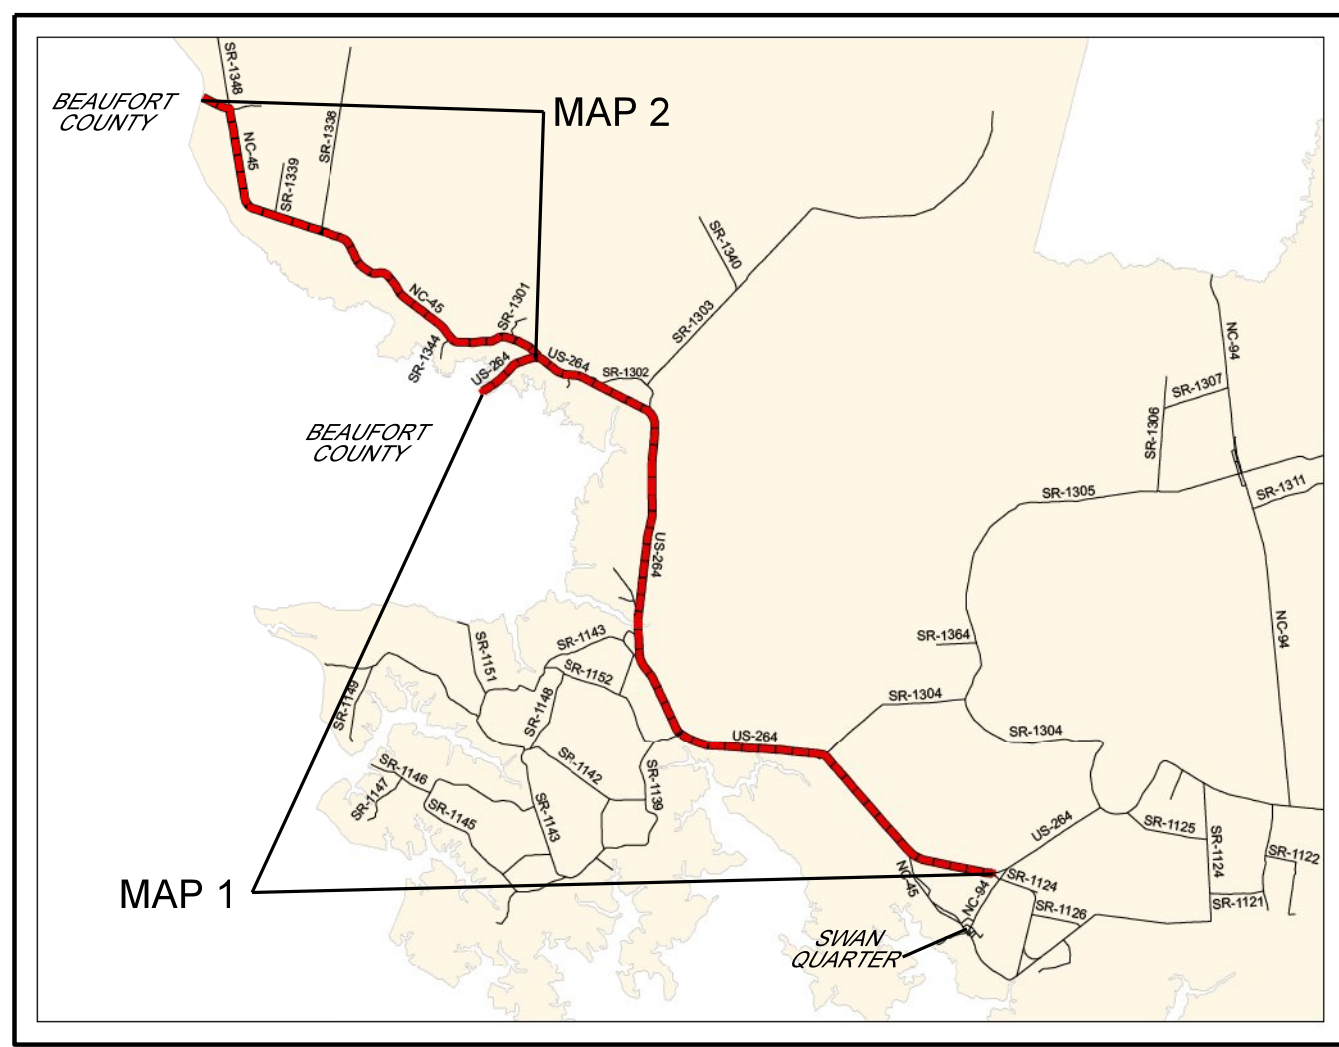 SR-1348
BEAUFORT
COUNTY
MAP 2
NC-45
SR-1338
SR-1339
SR-1340
SR-1303
NC-45
SR-1301
SR-1344
US-264
US-264
SR-1302
NC-94
SR-1307
SR-1306
BEAUFORT
COUNTY
SR-1305
SR-1311
US-264
NC-94
SR-1364
SR-1143
SR-1151
SR-1152
SR-1149
SR-1148
SR-1304
SR-1304
US-264
SR-1146
SR-1142
SR-1139
SR-1147
SR-1145
SR-1143
US-264
SR-1125
SR-1124
SR-1122
MAP 1
NC-45
NC-94
SR-1124
SR-1126
SR-1121
SWAN
QUARTER